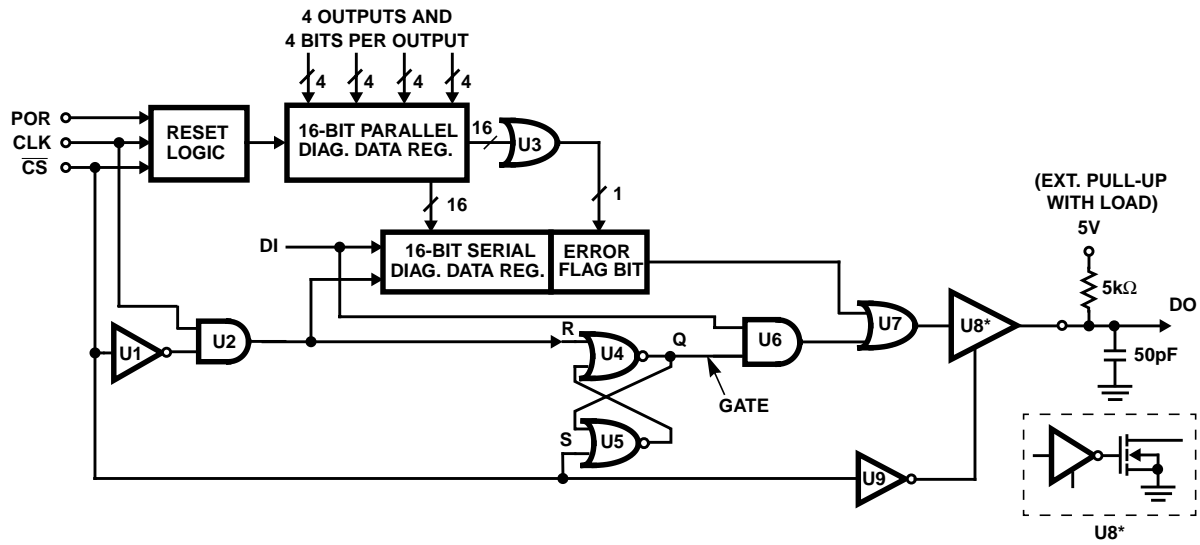 4 OUTPUTS AND
4 BITS PER OUTPUT
4 4 4 4
POR
CLK
CS
RESET
LOGIC
16-BIT PARALLEL
DIAG. DATA REG.
16
U3
16
1
(EXT. PULL-UP
WITH LOAD)
5V
DI
16-BIT SERIAL
DIAG. DATA REG.
ERROR
FLAG BIT
5kΩ
DO
U1
U2
R
U4
Q
U6
U7
U8*
50pF
GATE
S
U5
U9
U8*